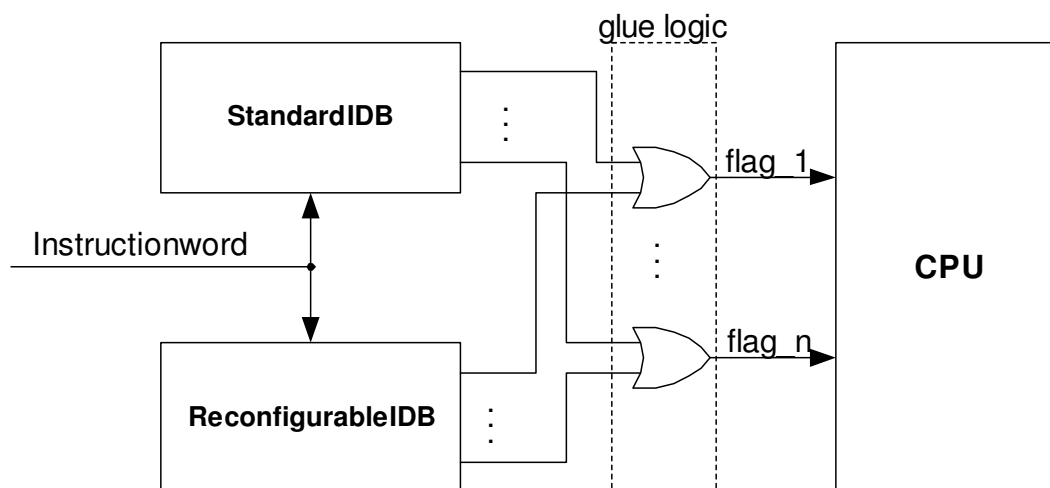 glue logic
StandardIDB
flag_1
Instructionword
CPU
flag_n
ReconfigurableIDB